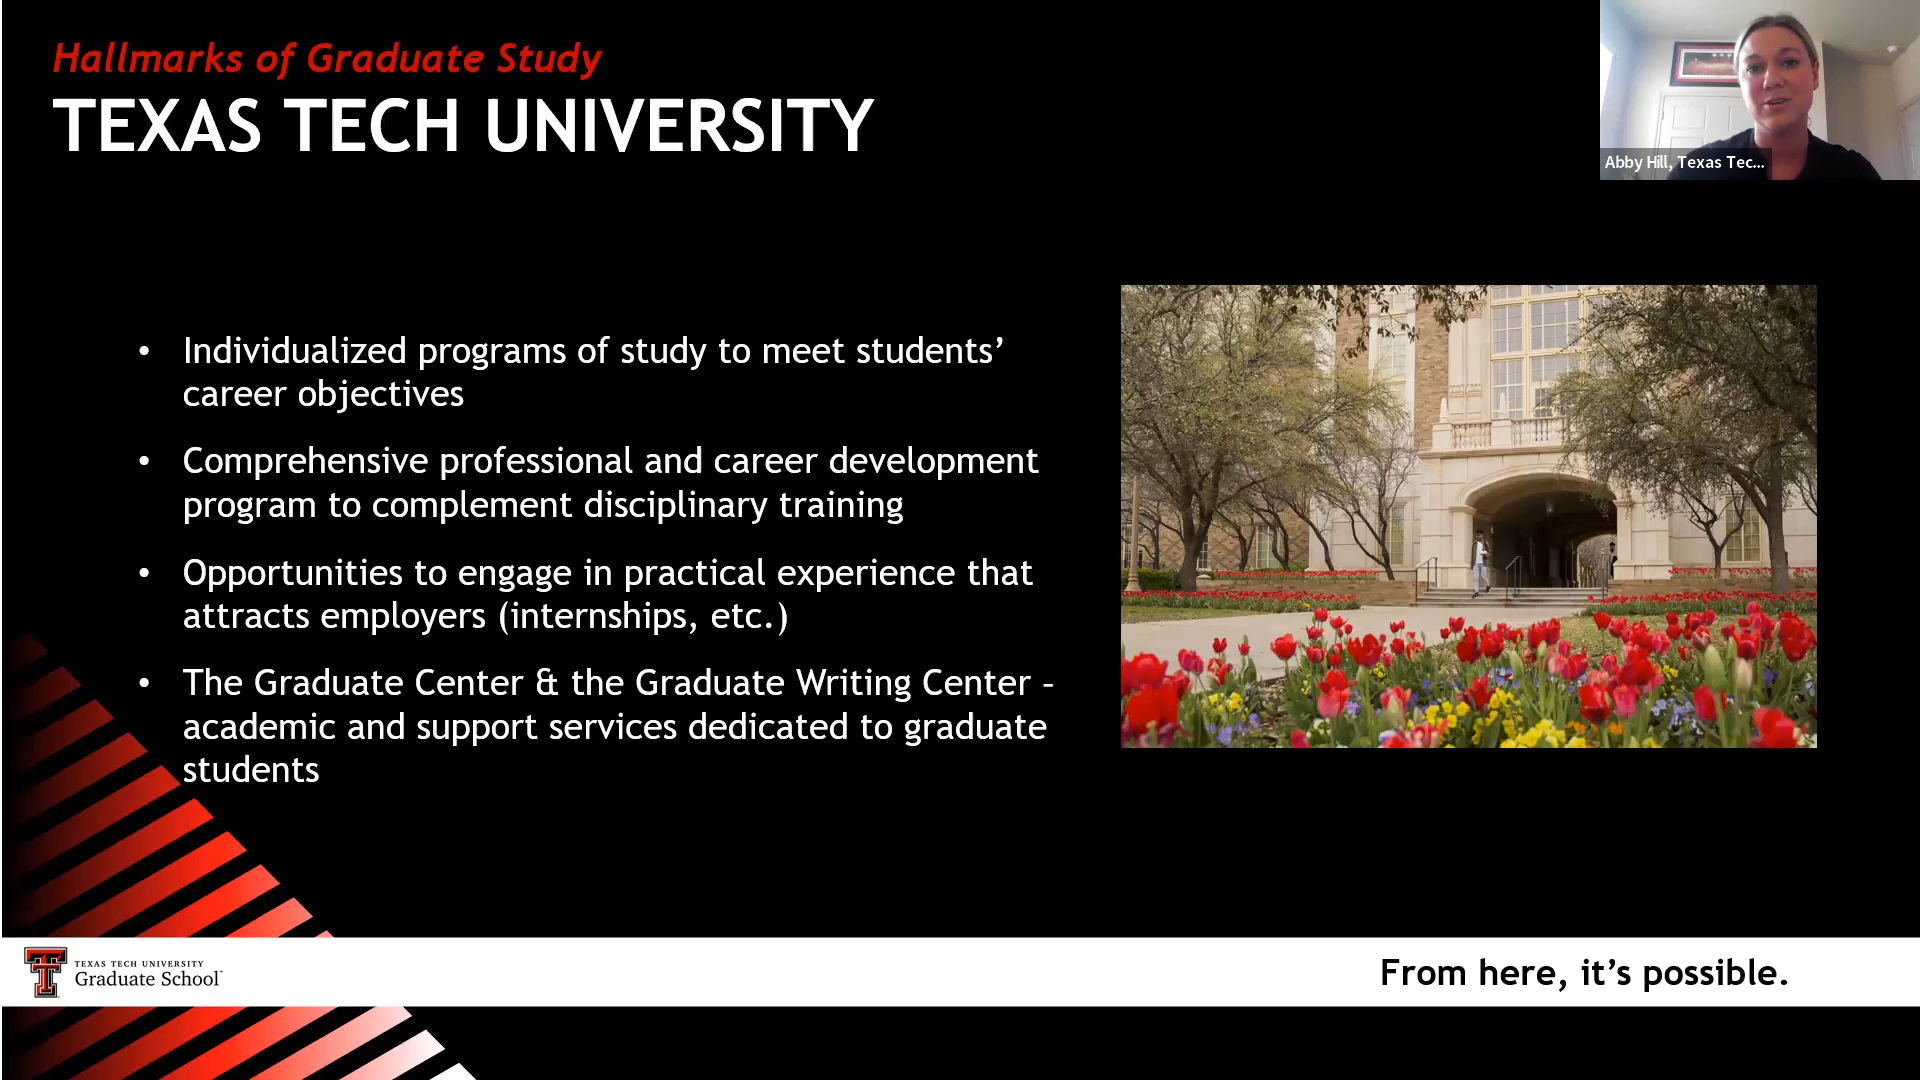 Hallmarks of Graduate Study
TEXAS TECH UNIVERSITY
Abby Hill, Texas Tec...
• Individualized programs of study to meet students’
career objectives
• Comprehensive professional and career development
program to complement disciplinary training
• Opportunities to engage in practical experience that
attracts employers (internships, etc.)
• The Graduate Center & the Graduate Writing Center –
academic and support services dedicated to graduate
students
TEXAS TECH UNIVERSITY
Graduate School™
From here, it’s possible.